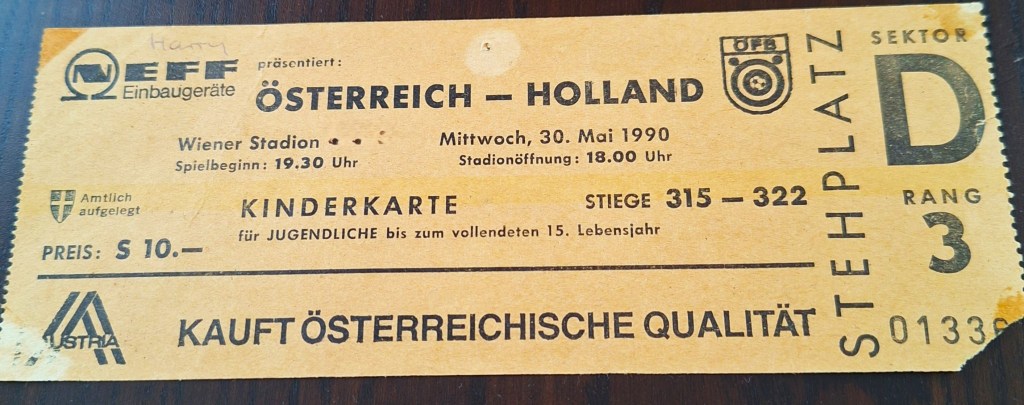 Harry
NEFF
Einbaugeräte
präsentiert:
ÖSTERREICH — HOLLAND
ÖFB
Wiener Stadion
Mittwoch, 30. Mai 1990
Spielbeginn: 19.30 Uhr
Stadionöffnung: 18.00 Uhr
Amtlich
aufgelegt
KINDERKARTE
STIEGE 315 — 322
für JUGENDLICHE bis zum vollendeten 15. Lebensjahr
PREIS: S 10.—
AUSTRIA
KAUFT ÖSTERREICHISCHE QUALITÄT
STEHPLATZ
SEKTOR
D
RANG
3
01336